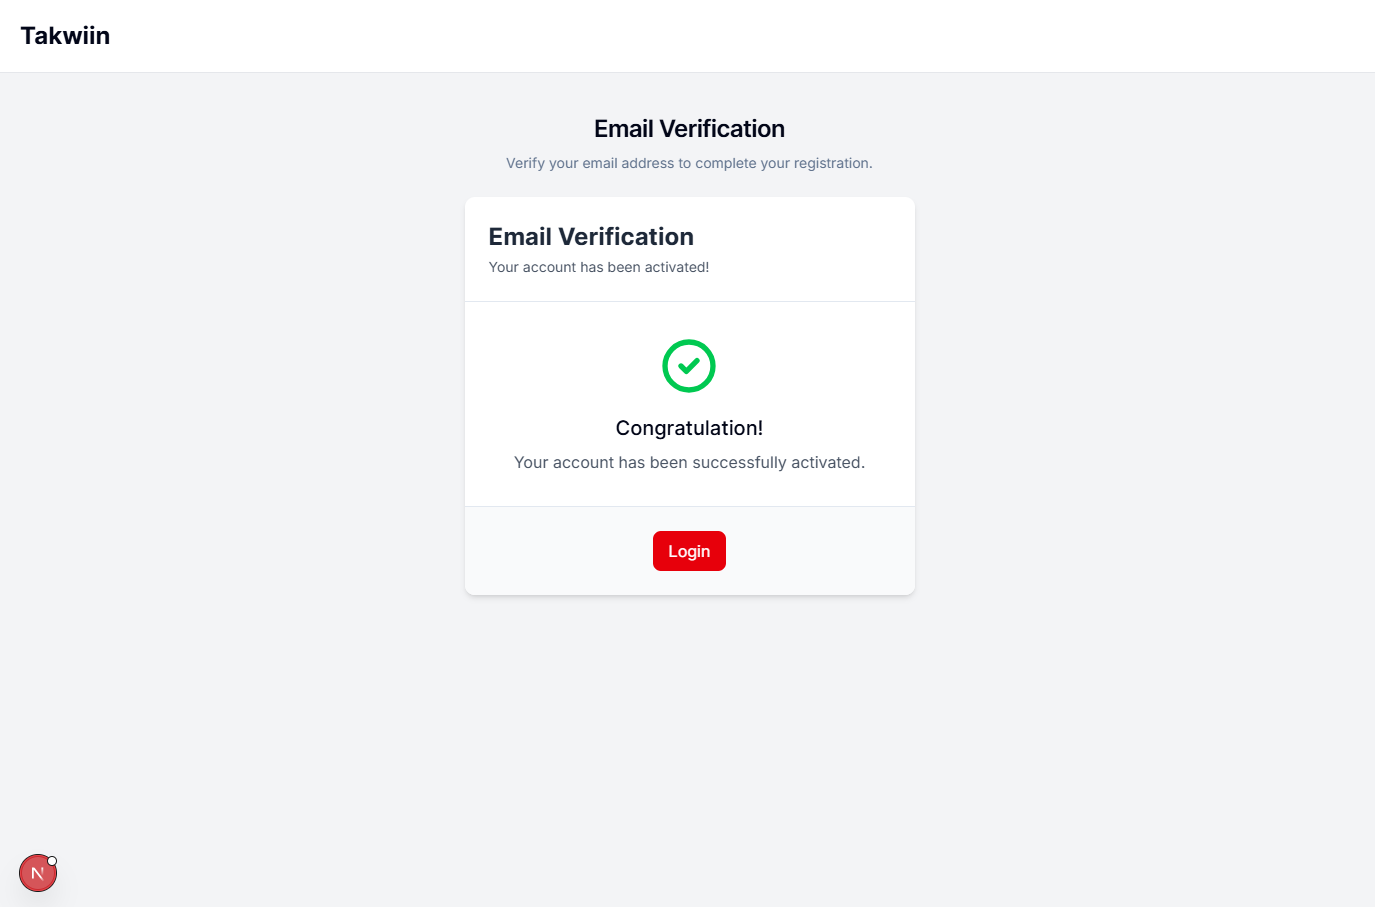 Takwiin
Email Verification
Verify your email address to complete your registration.
Email Verification
Your account has been activated!
Congratulation!
Your account has been successfully activated.
Login
N